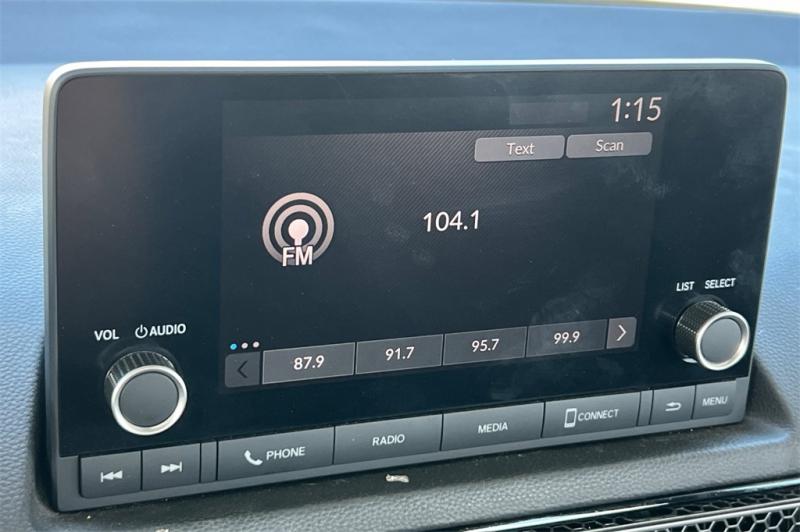 1:15
Text Scan
104.1
FM
LIST SELECT
VOL AUDIO
87.9 91.7 95.7 99.9
PHONE RADIO MEDIA CONNECT MENU